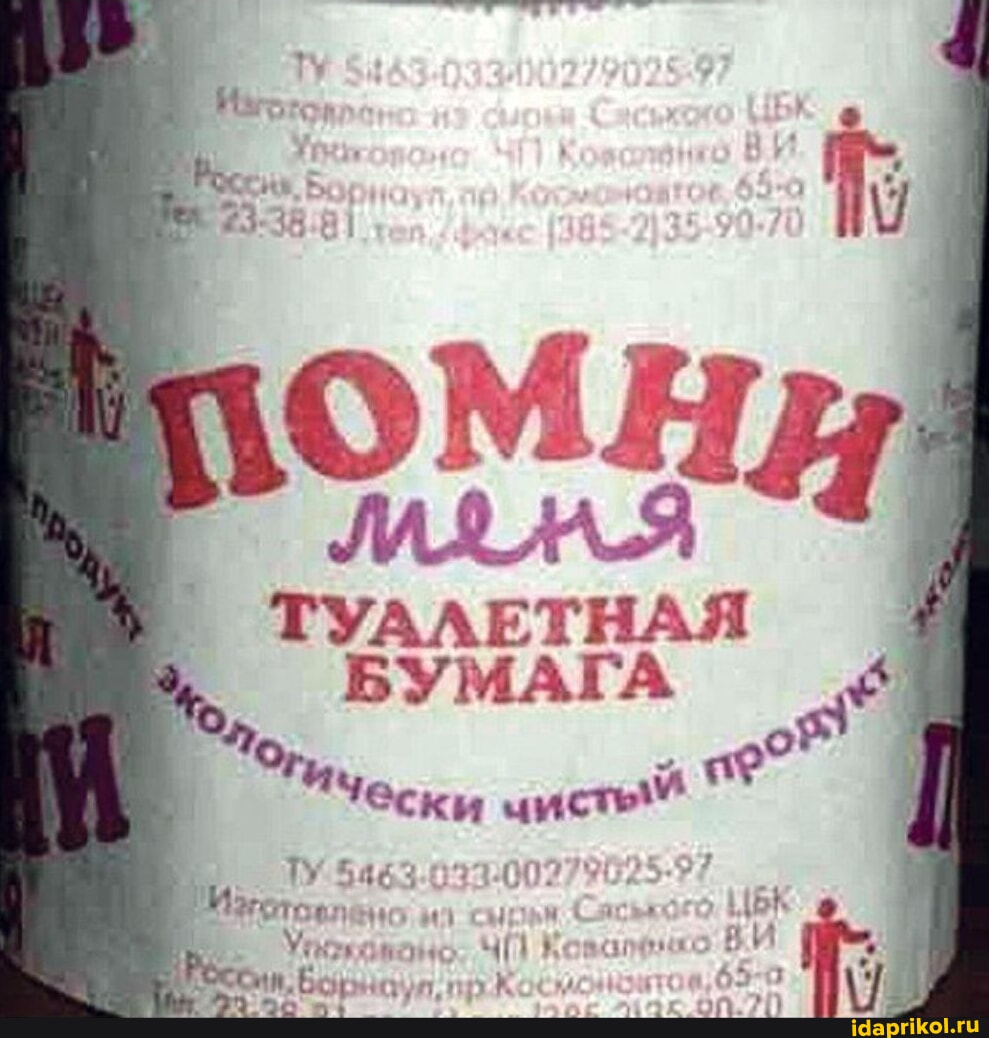 ТУ 5463-033-00279025-97
Изготовлено из сырья Сяського ЦБК
Упаковано: ЧП Коваленко В.И.
Россия, Барнаул, пр. Космонавтов, 65-а
Тел. 23-38-81, тел./факс (385-2)35-90-70
ПОМНИ
меня
ТУАЛЕТНАЯ
БУМАГА
экологически чистый продукт
продукт
ТУ 5463-033-00279025-97
Изготовлено из сырья Сяського ЦБК
Упаковано: ЧП Коваленко В.И.
Россия, Барнаул, пр. Космонавтов, 65-а
idaprikol.ru